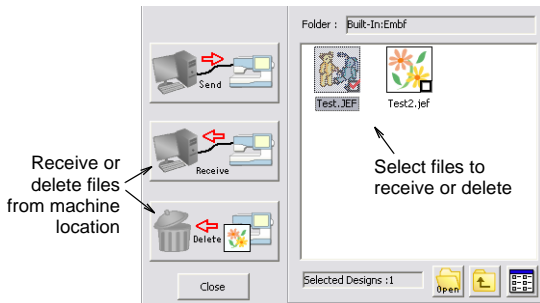 Folder : Built-In:Embf
Send
Test.JEF
Test2.jef
Receive
Receive or
delete files
from machine
location
Select files to
receive or delete
Delete
Close
Selected Designs :1
Open